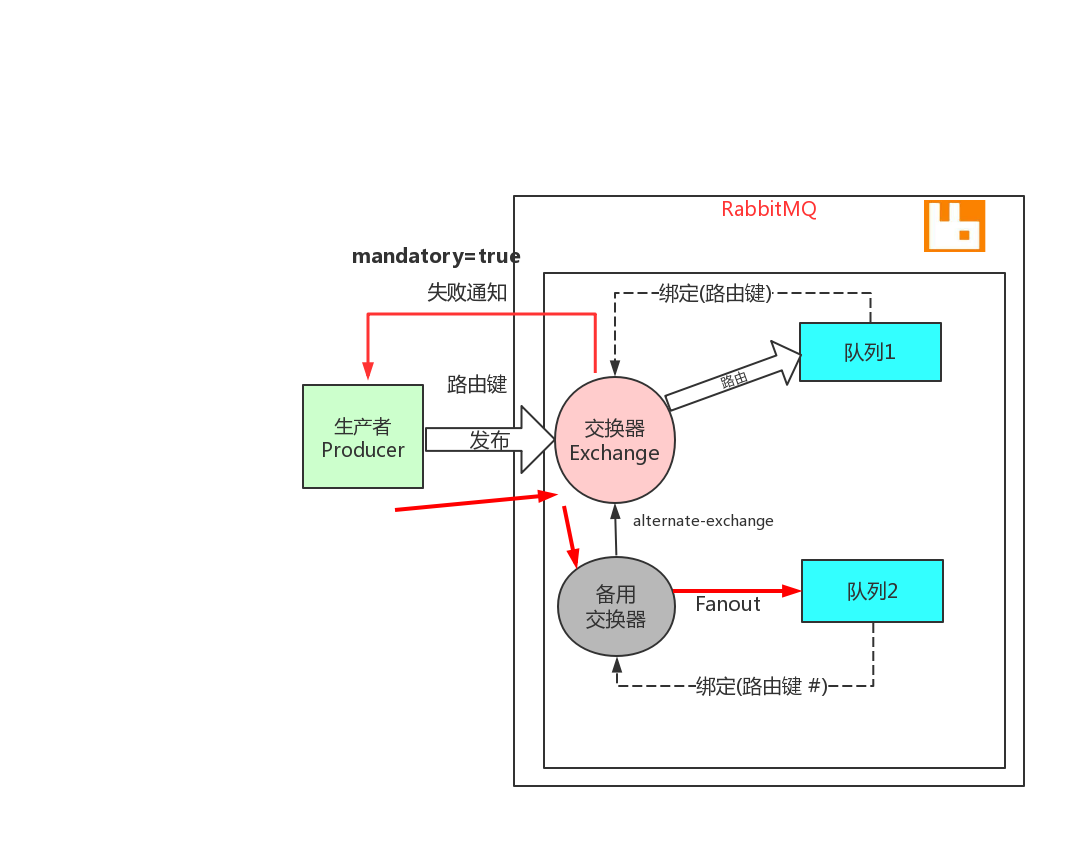 RabbitMQ
mandatory=true
失败通知
绑定(路由键)
队列1
路由
路由键
生产者
Producer
发布
交换器
Exchange
alternate-exchange
备用
交换器
Fanout
队列2
绑定(路由键 #)